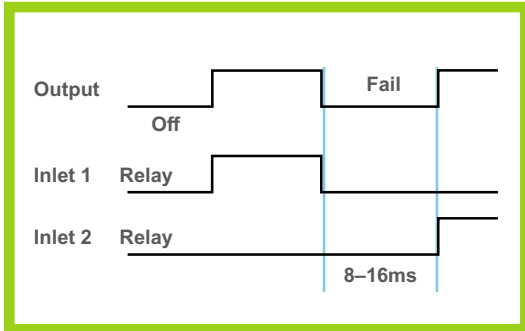 Output
Fail
Off
Inlet 1 Relay
Inlet 2 Relay
8–16ms